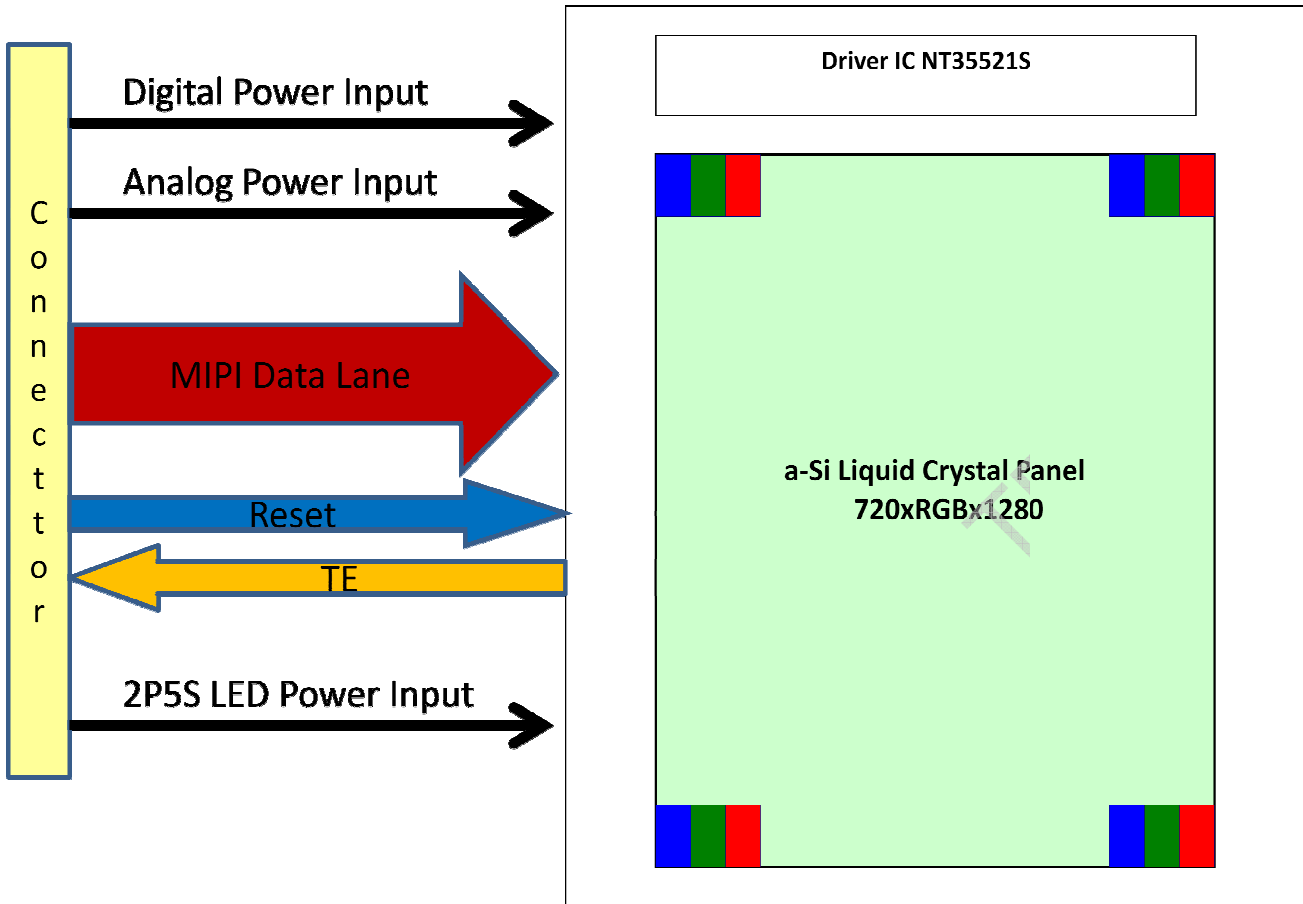 Driver IC NT35521S
Digital Power Input
Analog Power Input
Connecttor
MIPI Data Lane
a-Si Liquid Crystal Panel
720xRGBx1280
Reset
TE
2P5S LED Power Input